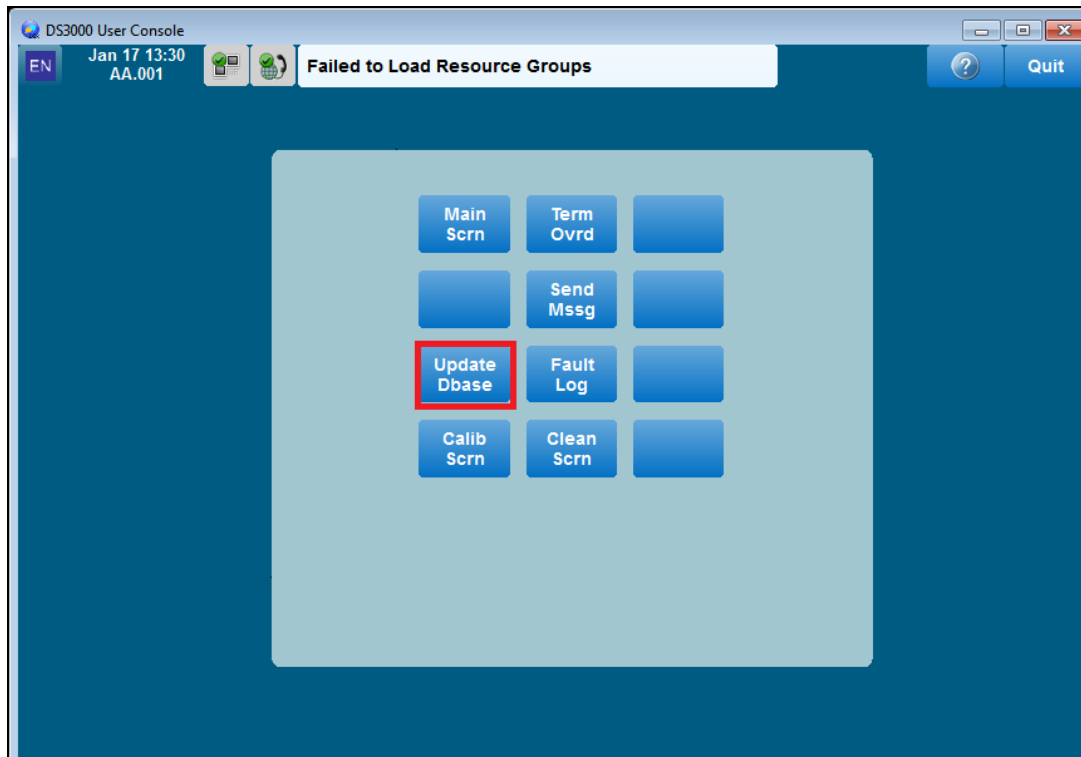 DS3000 User Console
EN
Jan 17 13:30
AA.001
Failed to Load Resource Groups
?
Quit
Main
Scrn
Term
Ovrd
Send
Mssg
Update
Dbase
Fault
Log
Calib
Scrn
Clean
Scrn